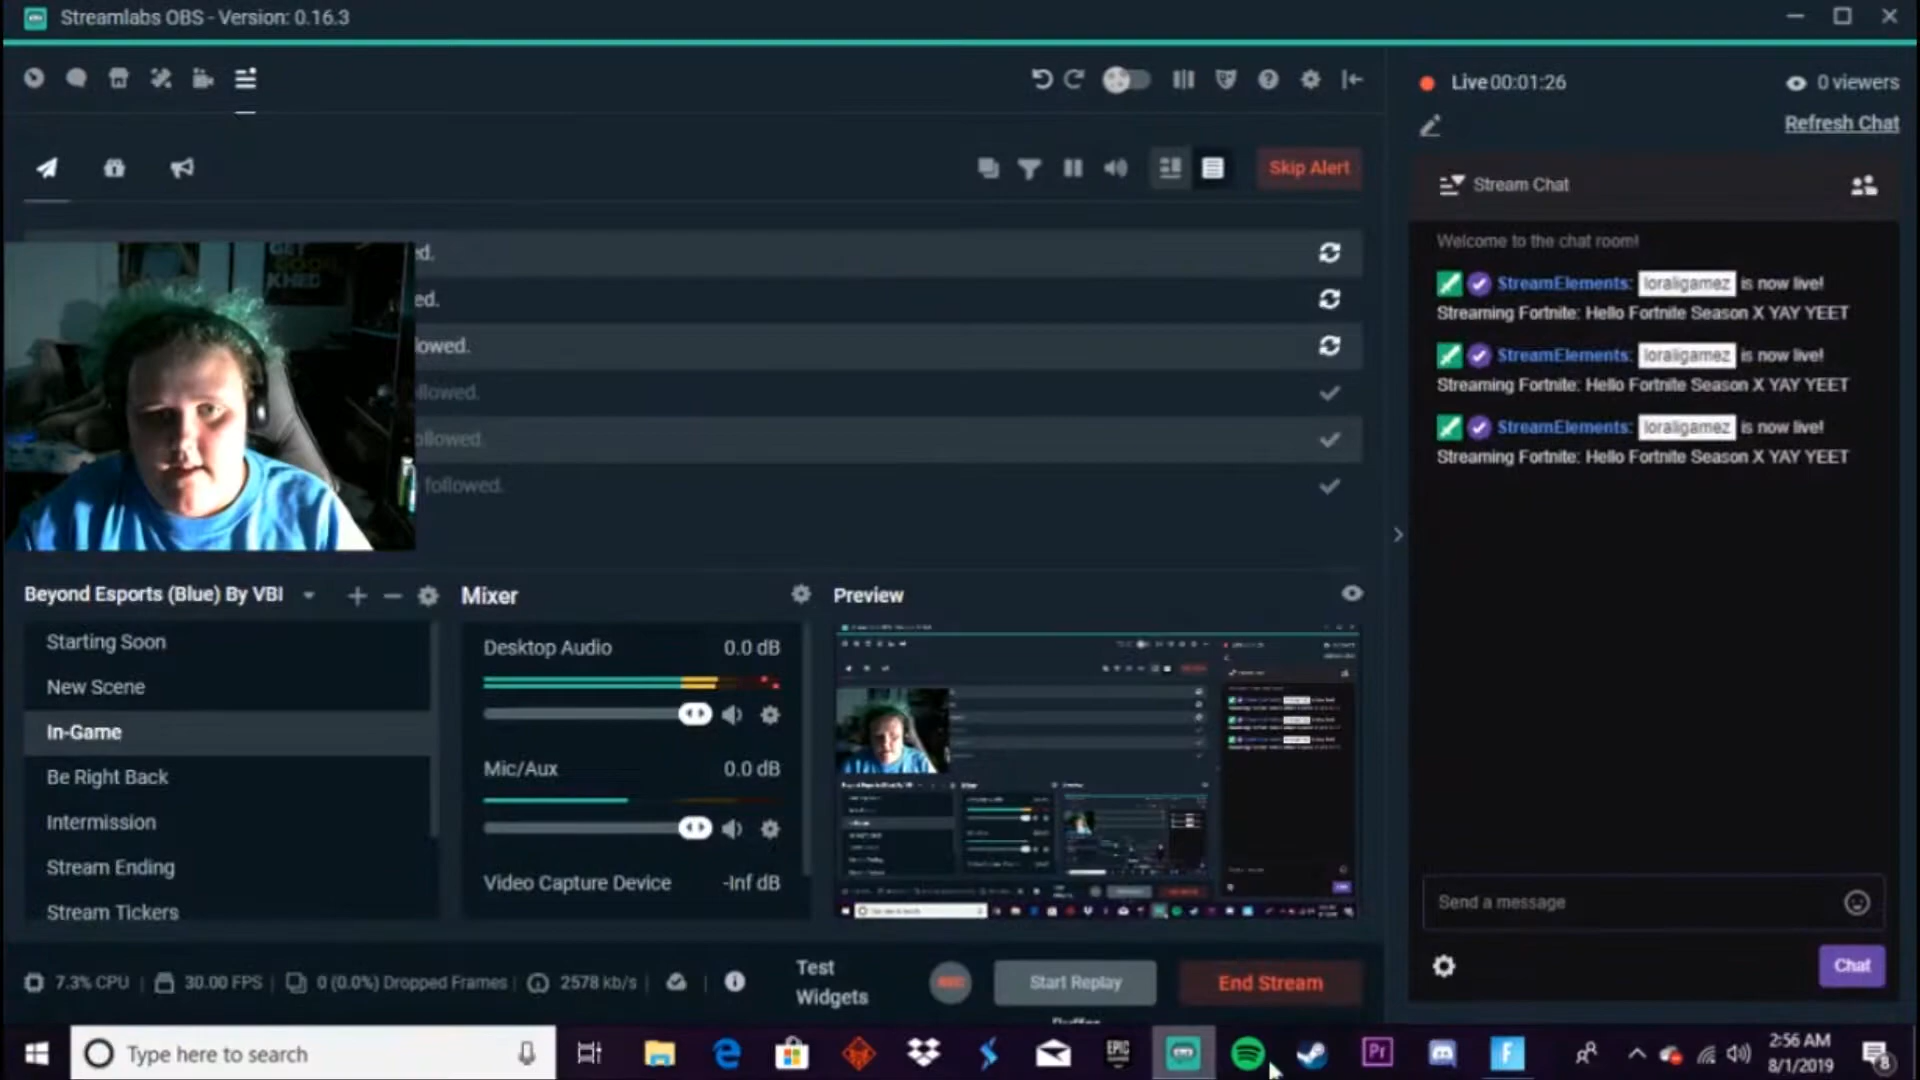 Streamlabs OBS - Version: 0.16.3
Live 00:01:26
0 viewers
Refresh Chat
Skip Alert
Stream Chat
Welcome to the chat room!
StreamElements: loraligamez is now live!
Streaming Fortnite: Hello Fortnite Season X YAY YEET
StreamElements: loraligamez is now live!
Streaming Fortnite: Hello Fortnite Season X YAY YEET
StreamElements: loraligamez is now live!
Streaming Fortnite: Hello Fortnite Season X YAY YEET
ed.
ed.
lowed.
llowed.
ollowed.
followed.
Beyond Esports (Blue) By VBI
Starting Soon
New Scene
In-Game
Be Right Back
Intermission
Stream Ending
Stream Tickers
Mixer
Desktop Audio 0.0 dB
Mic/Aux 0.0 dB
Video Capture Device -Inf dB
Preview
Send a message
Chat
7.3% CPU
30.00 FPS
0 (0.0%) Dropped Frames
2578 kb/s
Test
Widgets
REC
Start Replay
End Stream
Type here to search
EPIC
Pr
F
2:56 AM
8/1/2019
8